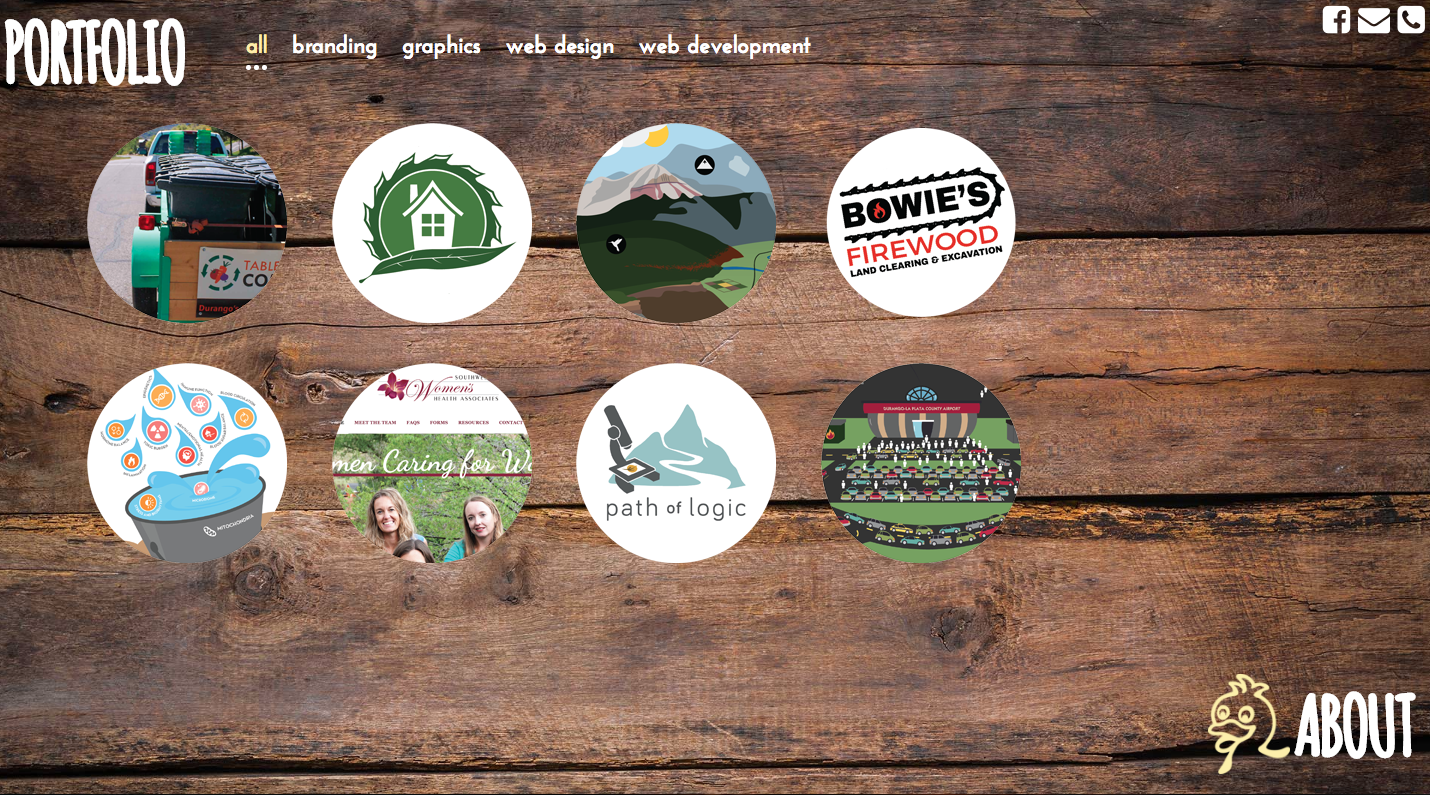 PORTFOLIO
all branding graphics web design web development
TABLE
CO
Durango's
BOWIE'S
FIREWOOD
LAND CLEARING & EXCAVATION
MITOCHONDRIA
SOUTHW
Women's
HEALTH ASSOCIATES
MEET THE TEAM FAQS FORMS RESOURCES CONTACT
men Caring for Wo
path of logic
DURANGO-LA PLATA COUNTY AIRPORT
ABOUT